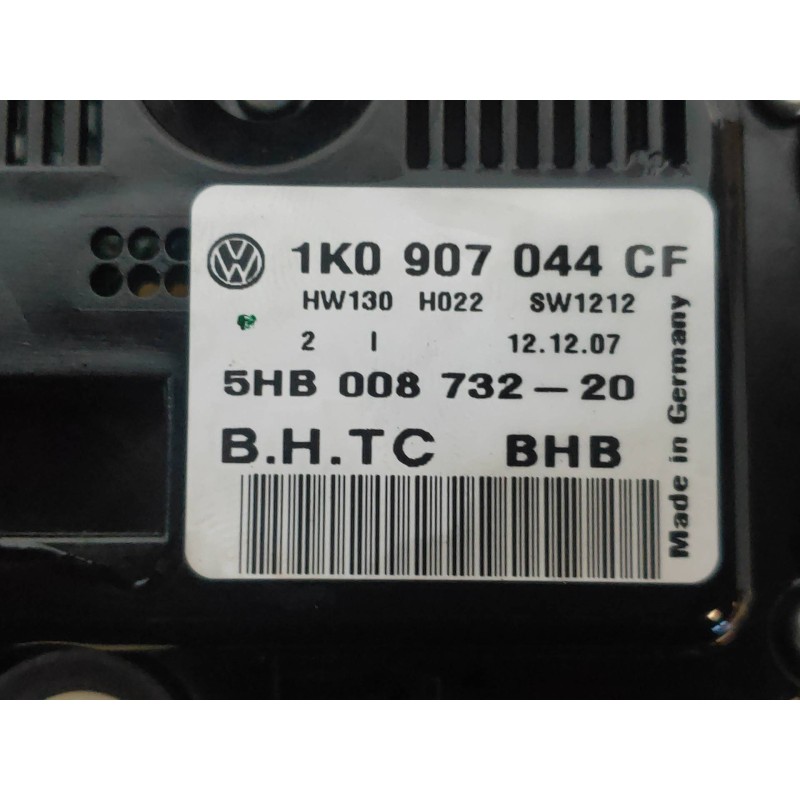 1K0 907 044 CF
HW130 H022 SW1212
2 I 12.12.07
5HB 008 732-20
B.H.TC BHB
Made in Germany